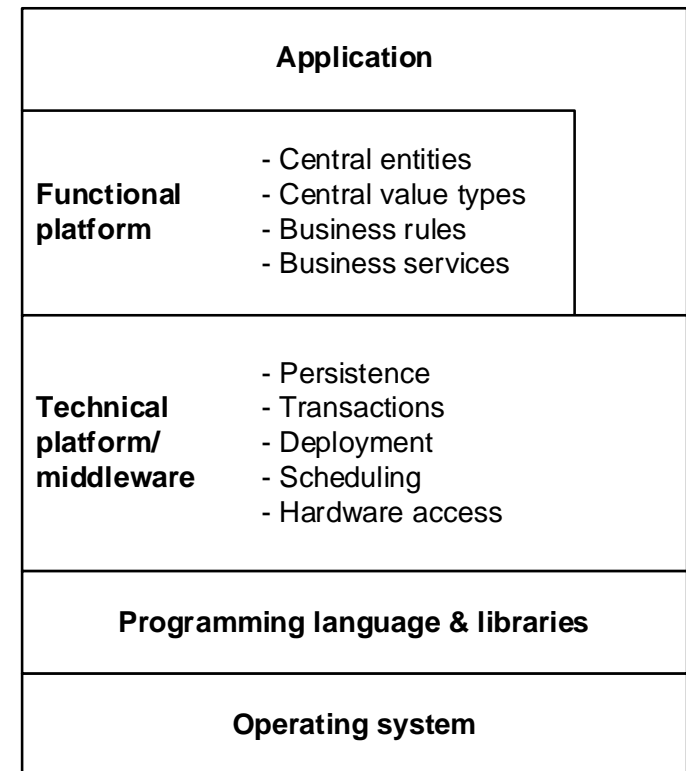 Application
Functional
platform
- Central entities
- Central value types
- Business rules
- Business services
Technical
platform/
middleware
- Persistence
- Transactions
- Deployment
- Scheduling
- Hardware access
Programming language & libraries
Operating system